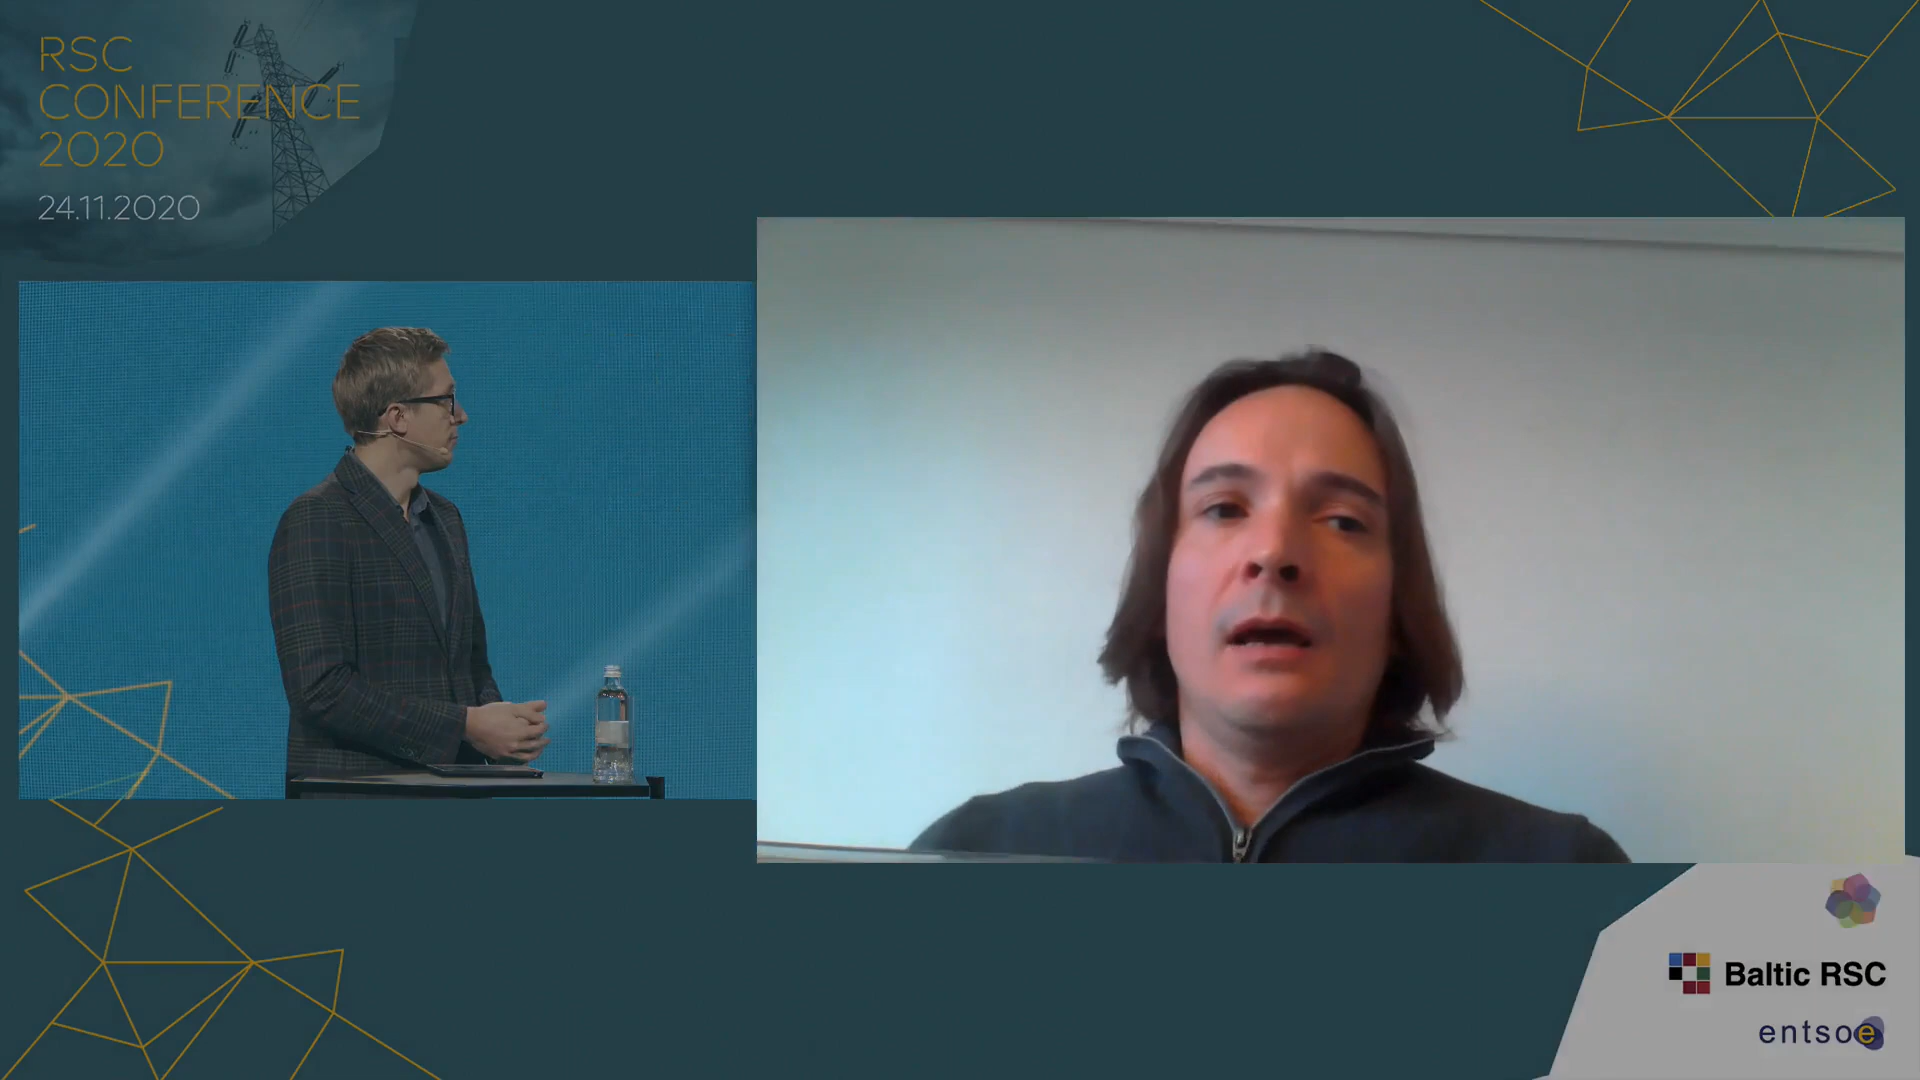 RSC
CONFERENCE
2020
24.11.2020
Baltic RSC
entsoe